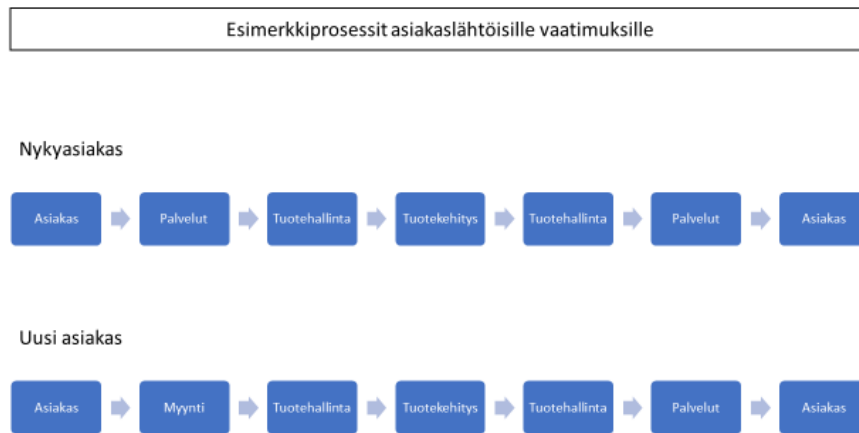 Esimerkkiprosessit asiakaslähtöisille vaatimuksille
Nykyasiakas
Asiakas Palvelut Tuotehallinta Tuotekehitys Tuotehallinta Palvelut Asiakas
Uusi asiakas
Asiakas Myynti Tuotehallinta Tuotekehitys Tuotehallinta Palvelut Asiakas